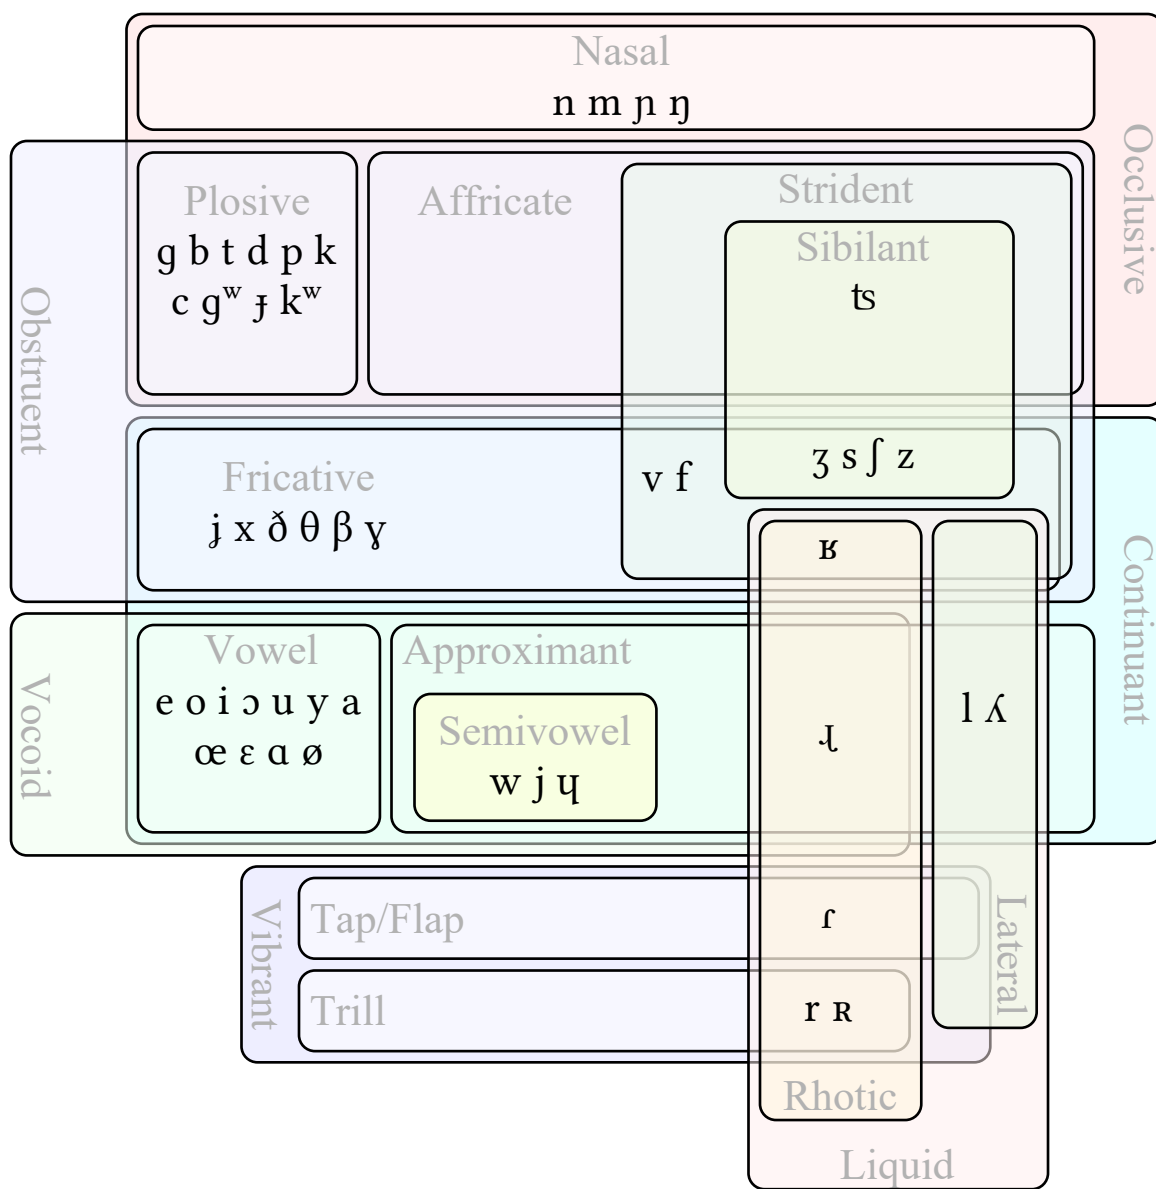 Nasal
n m ɲ ŋ
Occlusive
Obstruent
Plosive
ɡ b t d p k
c ɡʷ ɟ kʷ
Affricate
Strident
Sibilant
ʦ
ʒ s ʃ z
v f
Fricative
ʝ x ð θ β ɣ
Continuant
ʁ
Vocoid
Vowel
e o i ɔ u y a
œ ɛ ɑ ø
Approximant
Semivowel
w j ɥ
ɻ
l ʎ
Vibrant
Tap/Flap
ɾ
Trill
r ʀ
Lateral
Rhotic
Liquid